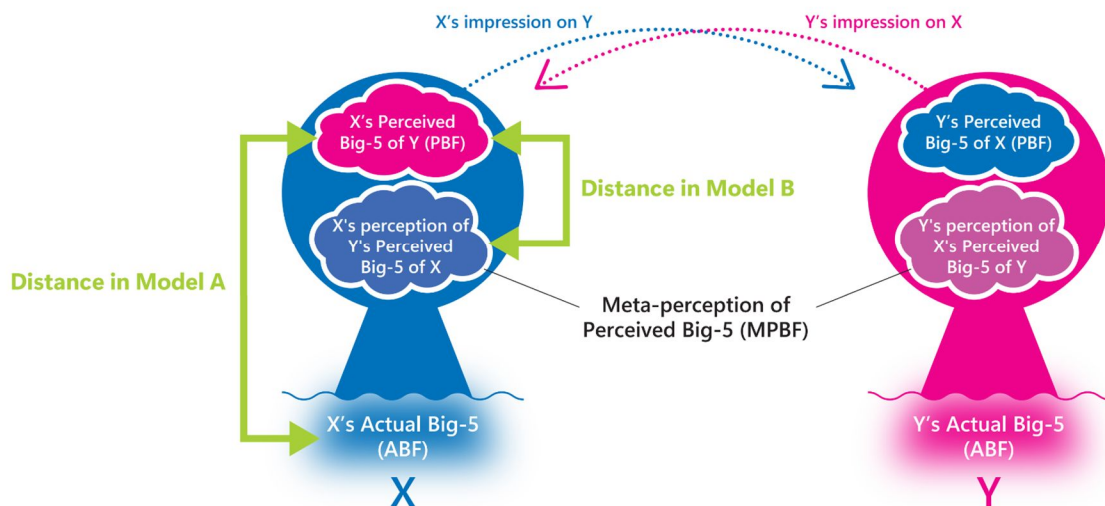 X's impression on Y
Y's impression on X
X's Perceived
Big-5 of Y (PBF)
Y's Perceived
Big-5 of X (PBF)
Distance in Model B
X's perception of
Y's Perceived
Big-5 of X
Y's perception of
X's Perceived
Big-5 of Y
Distance in Model A
Meta-perception of
Perceived Big-5 (MPBF)
X's Actual Big-5
(ABF)
Y's Actual Big-5
(ABF)
X
Y